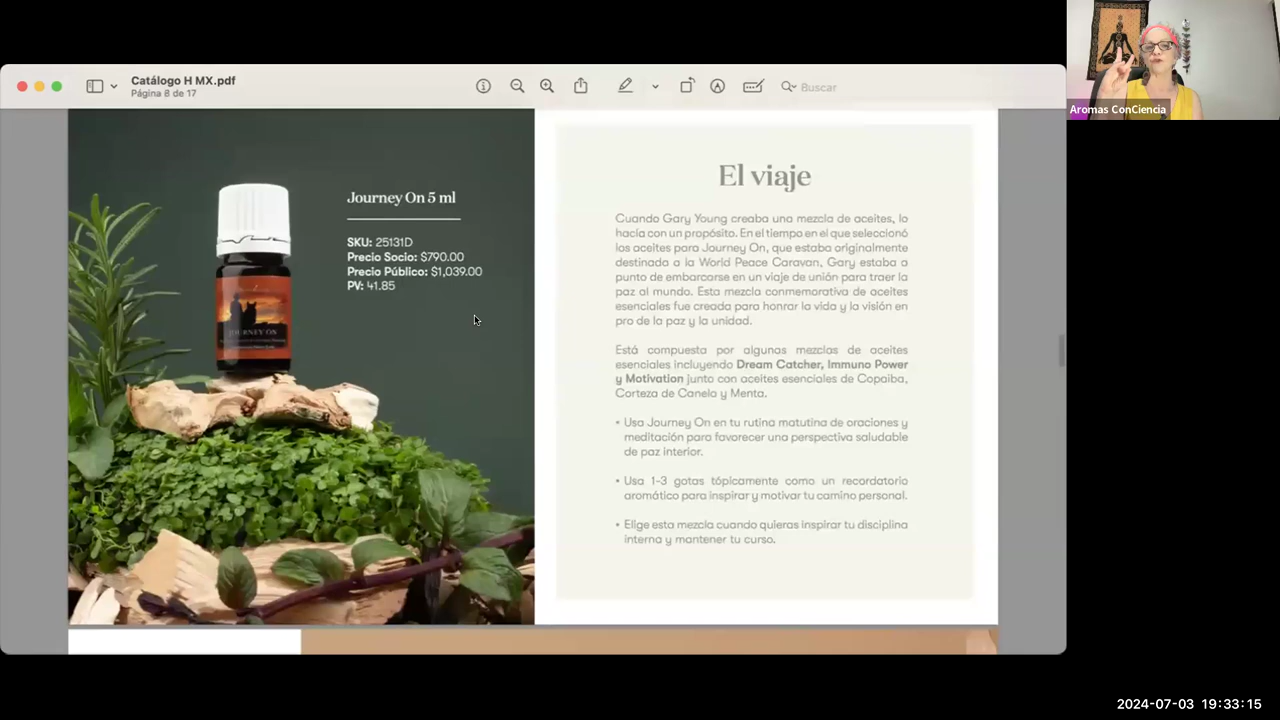 Catálogo H MX.pdf
Página 8 de 17
Buscar
Aromas ConCiencia
Journey On 5 ml
SKU: 25131D
Precio Socio: $790.00
Precio Público: $1,039.00
PV: 41.85
JOURNEY ON
El viaje
Cuando Gary Young creaba una mezcla de aceites, lo
hacía con un propósito. En el tiempo en el que seleccionó
los aceites para Journey On, que estaba originalmente
destinada a la World Peace Caravan, Gary estaba a
punto de embarcarse en un viaje de unión para traer la
paz al mundo. Esta mezcla conmemorativa de aceites
esenciales fue creada para honrar la vida y la visión en
pro de la paz y la unidad.
Está compuesta por algunas mezclas de aceites
esenciales incluyendo Dream Catcher, Immuno Power
y Motivation junto con aceites esenciales de Copaiba,
Corteza de Canela y Menta.
• Usa Journey On en tu rutina matutina de oraciones y
meditación para favorecer una perspectiva saludable
de paz interior.
• Usa 1-3 gotas tópicamente como un recordatorio
aromático para inspirar y motivar tu camino personal.
• Elige esta mezcla cuando quieras inspirar tu disciplina
interna y mantener tu curso.
2024-07-03 19:33:15